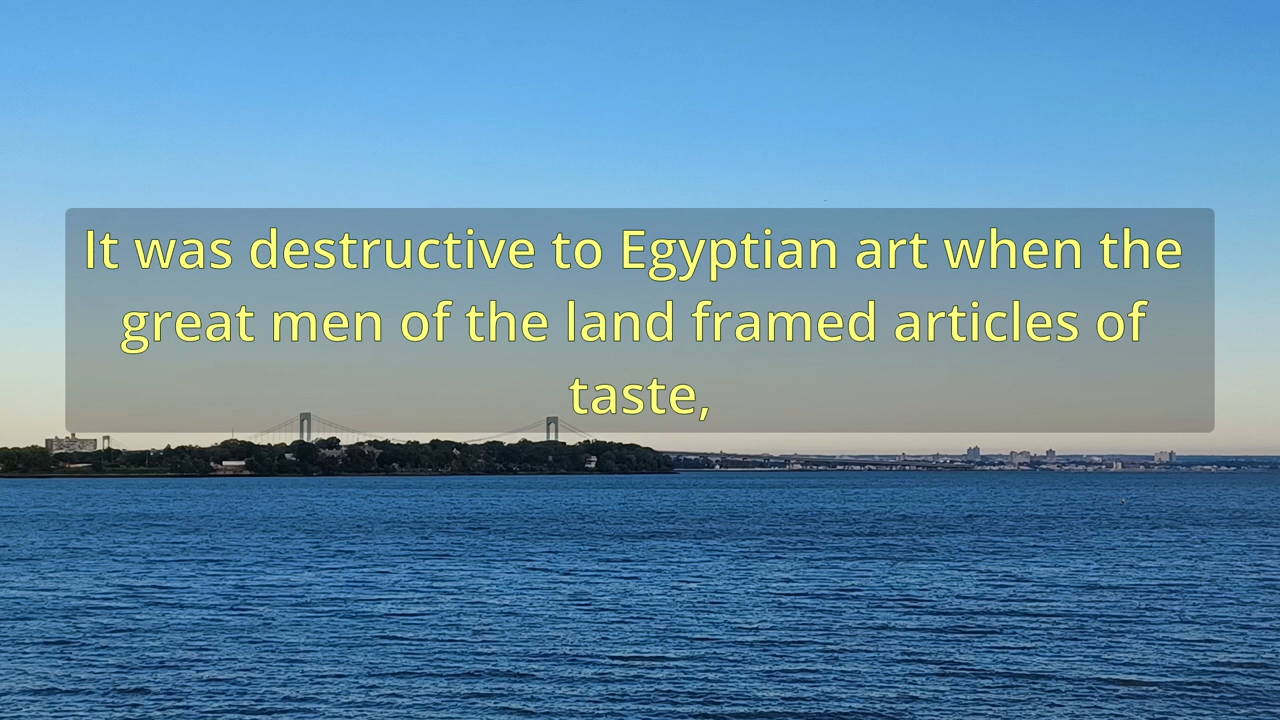 It was destructive to Egyptian art when the
great men of the land framed articles of
taste,